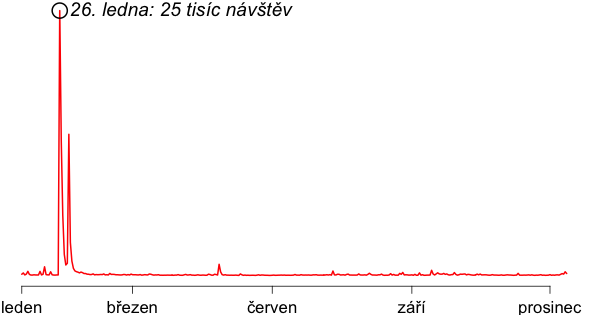 26. ledna: 25 tisíc návštěv
leden březen červen září prosinec